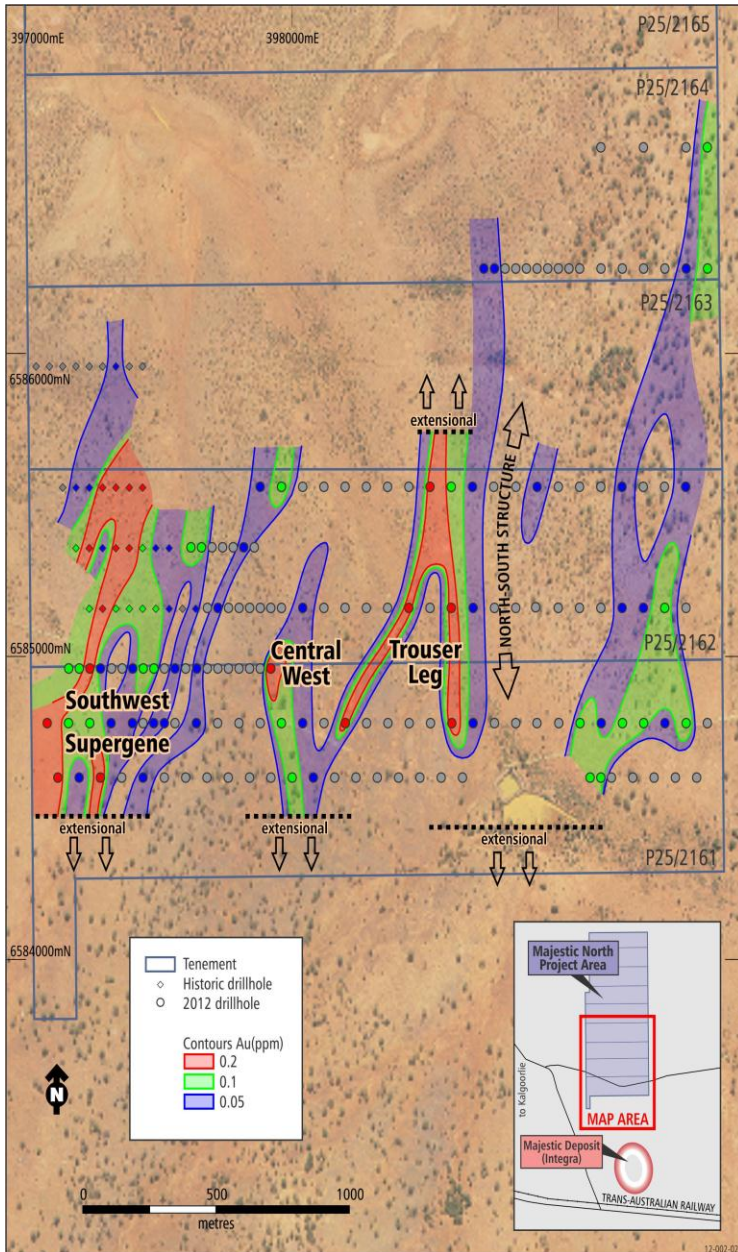 P25/2165
397000mE
398000mE
P25/2164
P25/2163
6586000mN
extensional
NORTH-SOUTH STRUCTURE
6585000mN
P25/2162
Central
West
Trouser
Leg
Southwest
Supergene
extensional
extensional
extensional
P25/2161
6584000mN
Tenement
Historic drillhole
2012 drillhole
Contours Au(ppm)
0.2
0.1
0.05
N
0
500
1000
metres
Majestic North
Project Area
to Kalgoorlie
MAP AREA
Majestic Deposit
(Integra)
TRANS-AUSTRALIAN RAILWAY
12-002-02